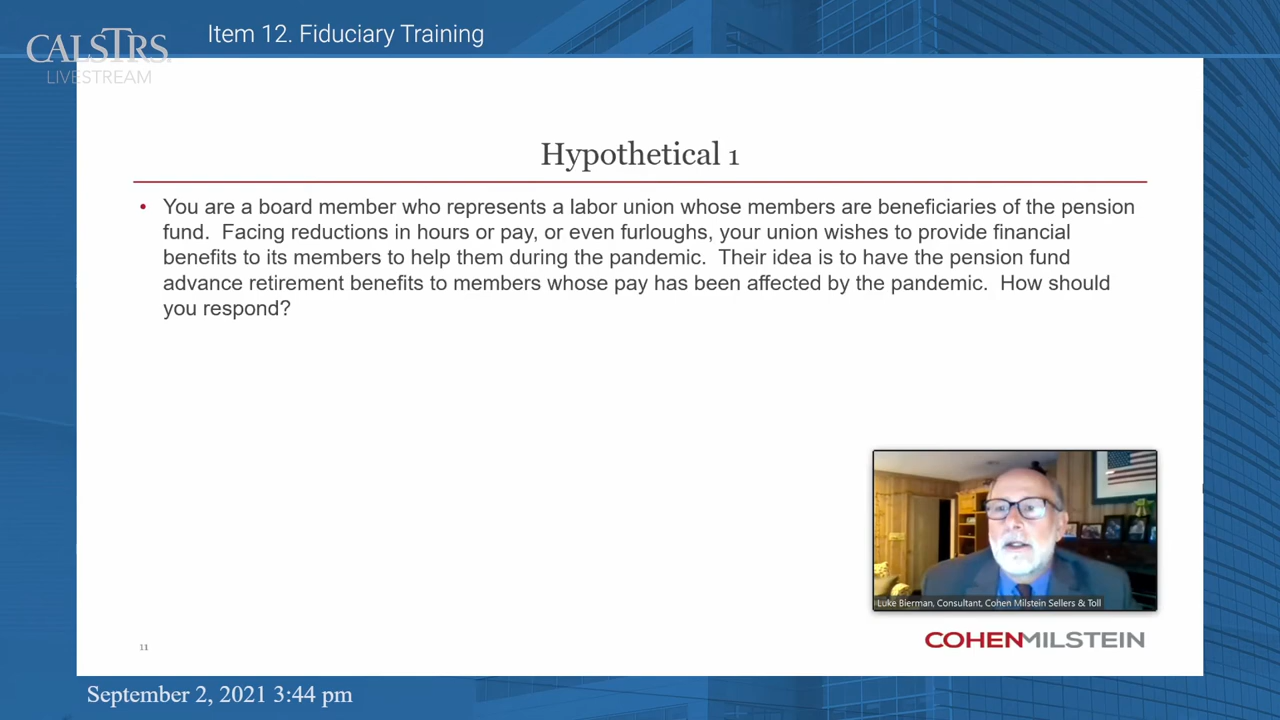 Item 12. Fiduciary Training
CALSTRS
LIVESTREAM
Hypothetical 1
• You are a board member who represents a labor union whose members are beneficiaries of the pension
fund. Facing reductions in hours or pay, or even furloughs, your union wishes to provide financial
benefits to its members to help them during the pandemic. Their idea is to have the pension fund
advance retirement benefits to members whose pay has been affected by the pandemic. How should
you respond?
Luke Bierman, Consultant, Cohen Milstein Sellers & Toll
11
COHENMILSTEIN
September 2, 2021 3:44 pm